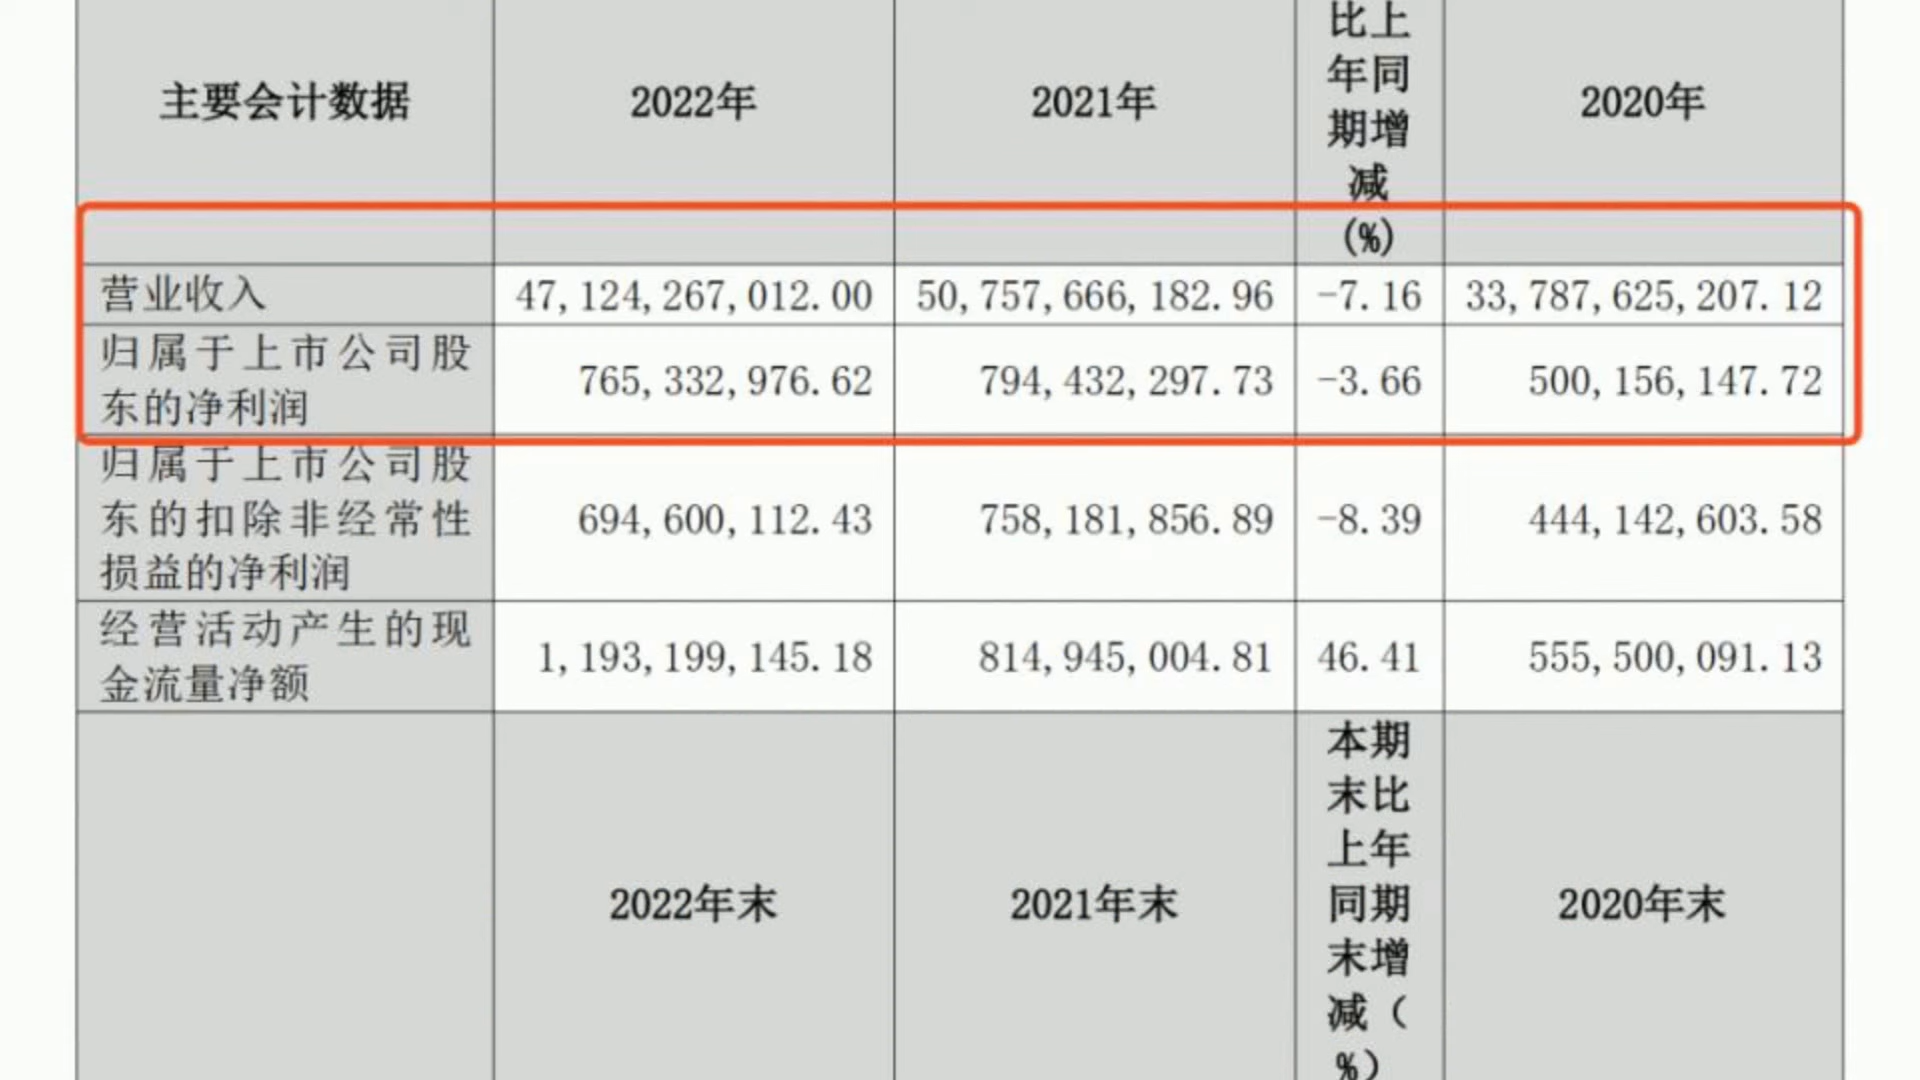 主要会计数据 2022年 2021年 比上年同期增减(%) 2020年
营业收入 47,124,267,012.00 50,757,666,182.96 -7.16 33,787,625,207.12
归属于上市公司股东的净利润 765,332,976.62 794,432,297.73 -3.66 500,156,147.72
归属于上市公司股东的扣除非经常性损益的净利润 694,600,112.43 758,181,856.89 -8.39 444,142,603.58
经营活动产生的现金流量净额 1,193,199,145.18 814,945,004.81 46.41 555,500,091.13
2022年末 2021年末 本期末比上年同期末增减（%） 2020年末